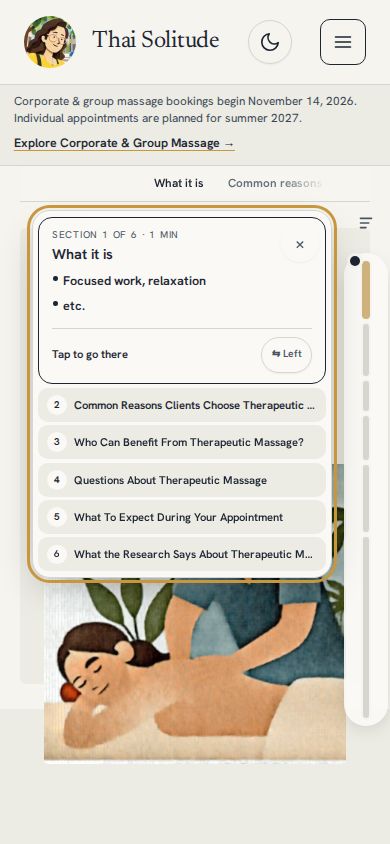 Thai Solitude
Corporate & group massage bookings begin November 14, 2026.
Individual appointments are planned for summer 2027.
Explore Corporate & Group Massage →
What it is
Common reasons
SECTION 1 OF 6 · 1 MIN
×
What it is
• Focused work, relaxation
• etc.
Tap to go there
⇆ Left
2 Common Reasons Clients Choose Therapeutic ...
3 Who Can Benefit From Therapeutic Massage?
4 Questions About Therapeutic Massage
5 What To Expect During Your Appointment
6 What the Research Says About Therapeutic M...